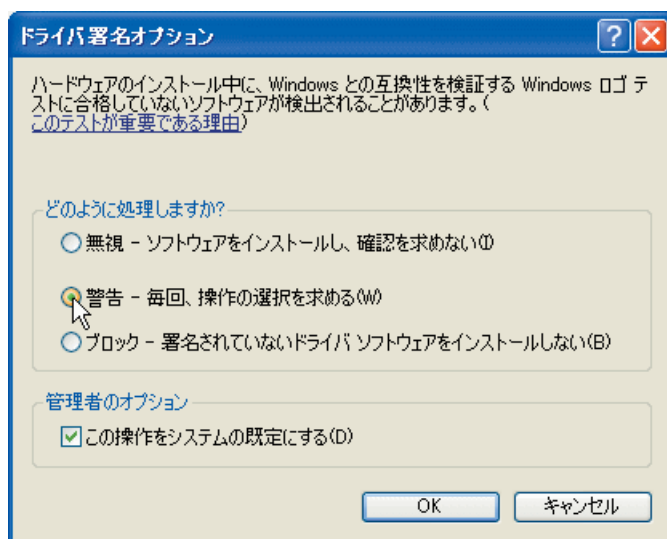 ドライバ署名オプション
ハードウェアのインストール中に、Windows との互換性を検証する Windows ロゴ テ
ストに合格していないソフトウェアが検出されることがあります。(
このテストが重要である理由)
どのように処理しますか?
無視 - ソフトウェアをインストールし、確認を求めない(I)
警告 - 毎回、操作の選択を求める(W)
ブロック - 署名されていないドライバ ソフトウェアをインストールしない(B)
管理者のオプション
この操作をシステムの既定にする(D)
OK キャンセル